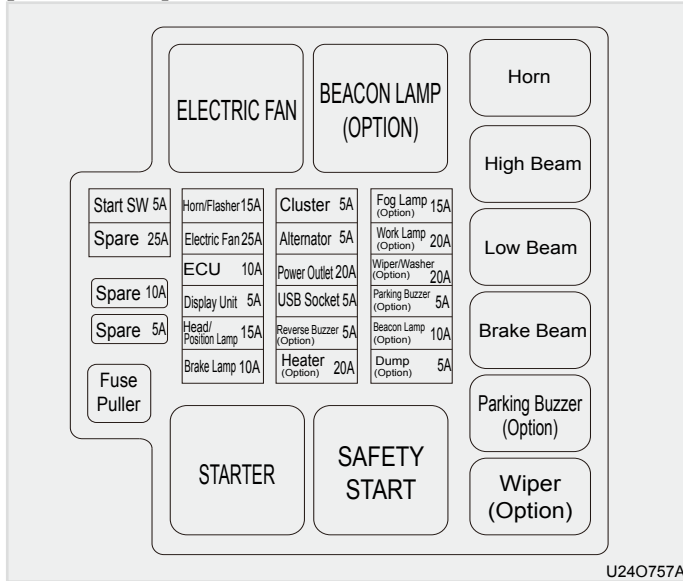 ELECTRIC FAN
BEACON LAMP
(OPTION)
Horn
High Beam
Low Beam
Brake Beam
Parking Buzzer
(Option)
Wiper
(Option)
Start SW 5A
Spare 25A
Spare 10A
Spare 5A
Fuse
Puller
Horn/Flasher 15A
Electric Fan 25A
ECU 10A
Display Unit 5A
Head/
Position Lamp 15A
Brake Lamp 10A
Cluster 5A
Alternator 5A
Power Outlet 20A
USB Socket 5A
Reverse Buzzer 5A
(Option)
Heater
(Option) 20A
Fog Lamp 15A
(Option)
Work Lamp
(Option) 20A
Wiper/Washer
(Option) 20A
Parking Buzzer
(Option) 5A
Beacon Lamp 10A
(Option)
Dump 5A
(Option)
STARTER
SAFETY
START
U24O757A